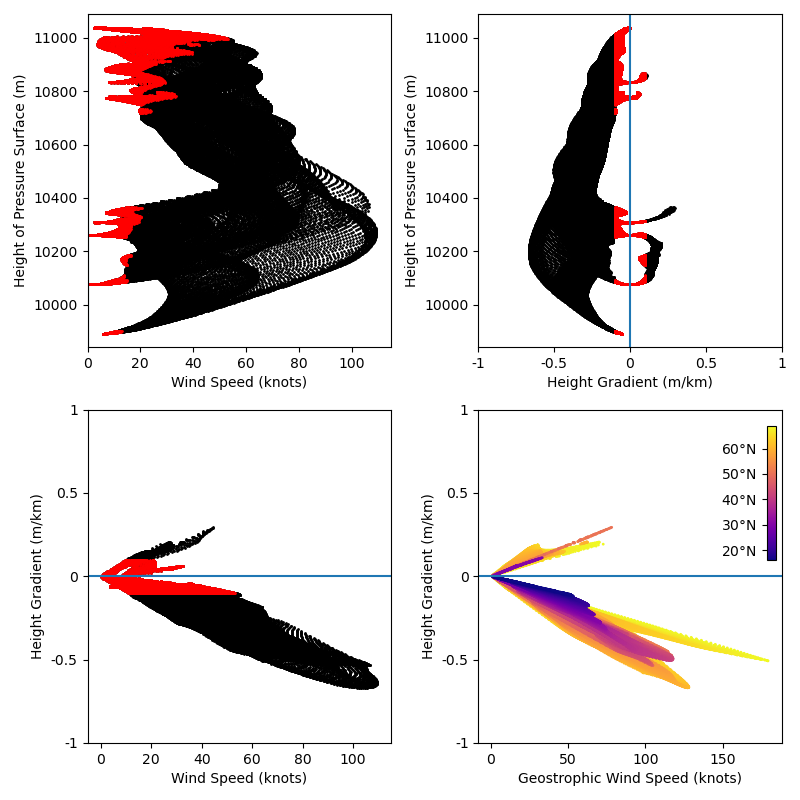 11000
10800
10600
10400
10200
10000
Height of Pressure Surface (m)
0 20 40 60 80 100
Wind Speed (knots)
11000
10800
10600
10400
10200
10000
Height of Pressure Surface (m)
-1 -0.5 0 0.5 1
Height Gradient (m/km)
1
0.5
0
-0.5
-1
Height Gradient (m/km)
0 20 40 60 80 100
Wind Speed (knots)
1
0.5
0
-0.5
-1
Height Gradient (m/km)
60°N
50°N
40°N
30°N
20°N
0 50 100 150
Geostrophic Wind Speed (knots)